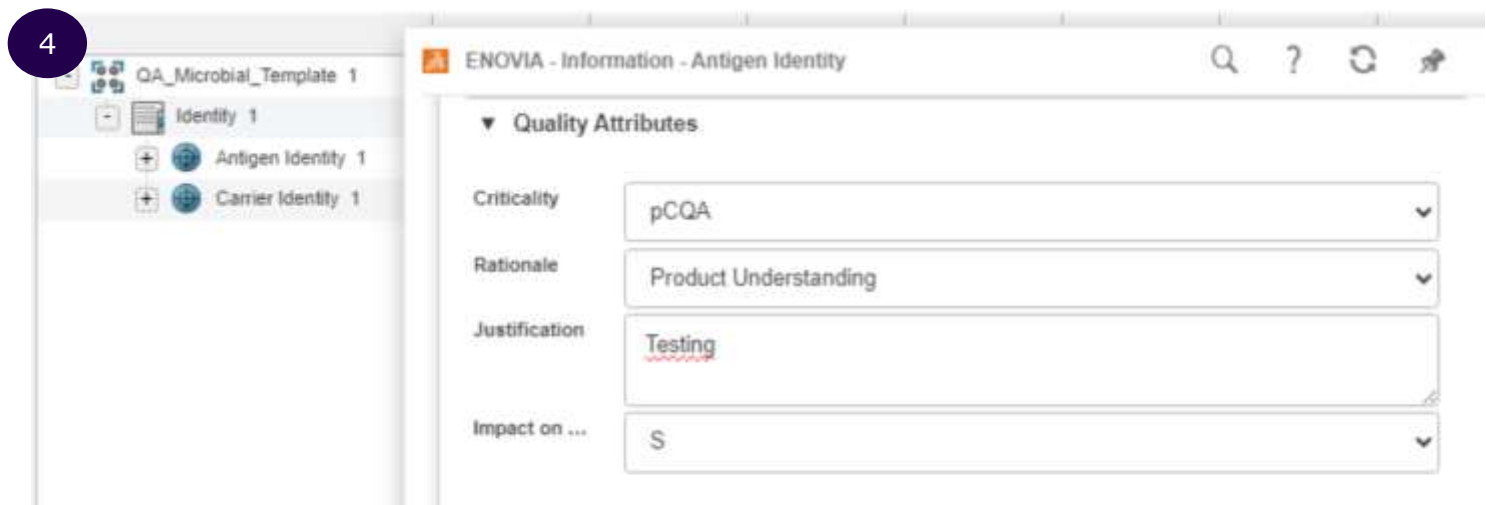 4
QA_Microbial_Template 1
Identity 1
Antigen Identity 1
Carrier Identity 1
ENOVIA - Information - Antigen Identity
?
Quality Attributes
Criticality
pCQA
Rationale
Product Understanding
Justification
Testing
Impact on ...
S